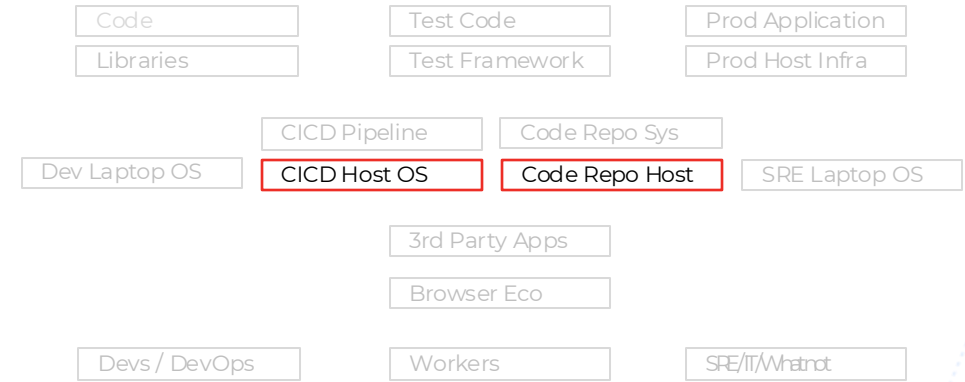 Code
Test Code
Prod Application
Libraries
Test Framework
Prod Host Infra
CICD Pipeline
Code Repo Sys
Dev Laptop OS
CICD Host OS
Code Repo Host
SRE Laptop OS
3rd Party Apps
Browser Eco
Devs / DevOps
Workers
SRE/IT/Whatnot